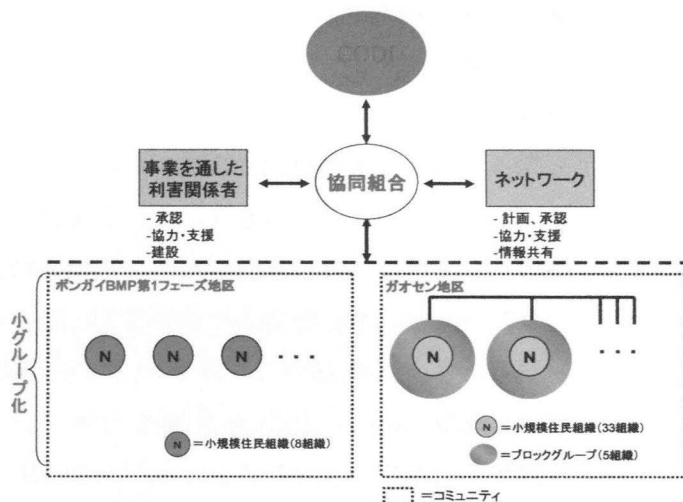 CODI
事業を通した
利害関係者
協同組合
ネットワーク
- 承認
- 協力・支援
- 建設
- 計画、承認
- 協力・支援
- 情報共有
小グループ化
ボンガイBMP第1フェーズ地区
N N N ・・・
N =小規模住民組織(8組織)
ガオセン地区
N N ・・・
N =小規模住民組織(33組織)
=ブロックグループ(5組織)
=コミュニティ